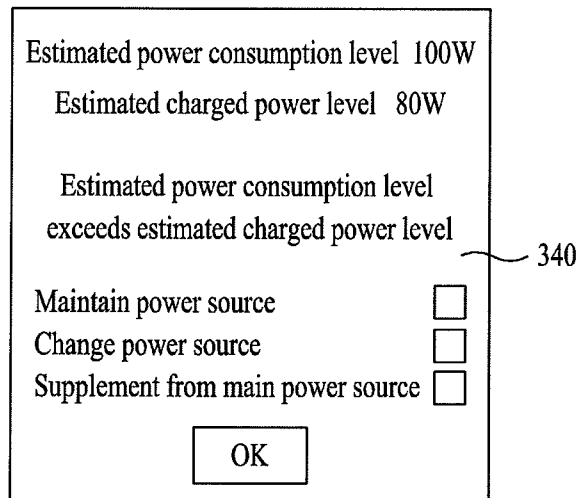 Estimated power consumption level 100W
Estimated charged power level 80W
Estimated power consumption level
exceeds estimated charged power level
340
Maintain power source
Change power source
Supplement from main power source
OK